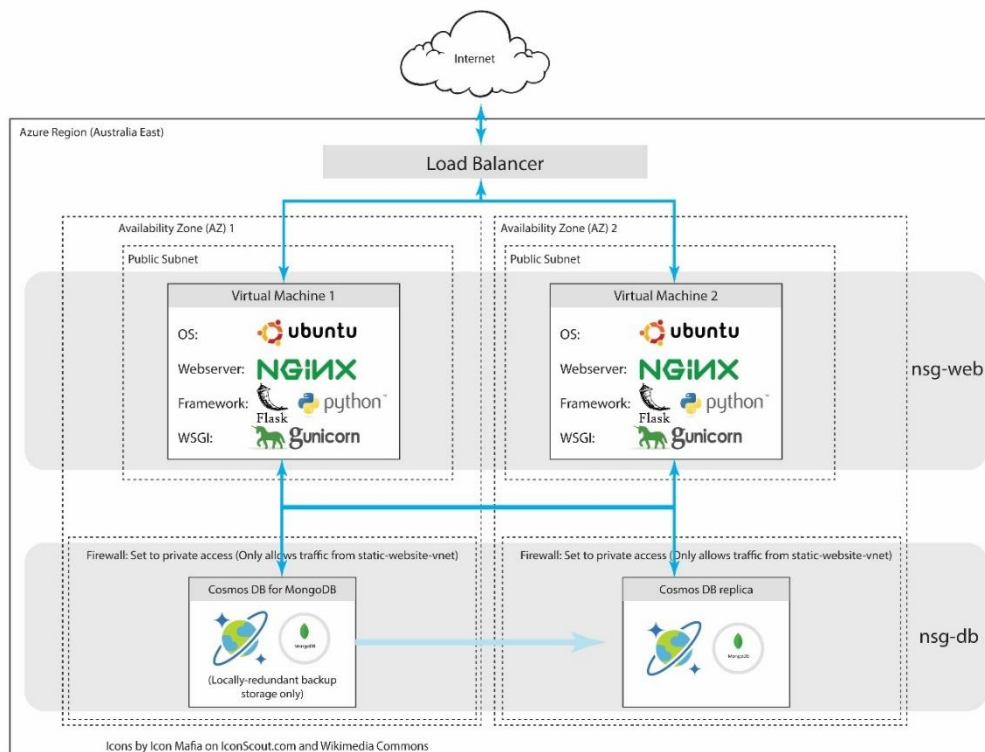 Internet
Azure Region (Australia East)
Load Balancer
Availability Zone (AZ) 1
Public Subnet
Virtual Machine 1
OS: ubuntu
Webserver: NGINX
Framework: Flask python™
WSGI: gunicorn
Availability Zone (AZ) 2
Public Subnet
Virtual Machine 2
OS: ubuntu
Webserver: NGINX
Framework: Flask python™
WSGI: gunicorn
nsg-web
Firewall: Set to private access (Only allows traffic from static-website-vnet)
Cosmos DB for MongoDB
MongoDB
(Locally-redundant backup
storage only)
Firewall: Set to private access (Only allows traffic from static-website-vnet)
Cosmos DB replica
MongoDB
nsg-db
Icons by Icon Mafia on IconScout.com and Wikimedia Commons